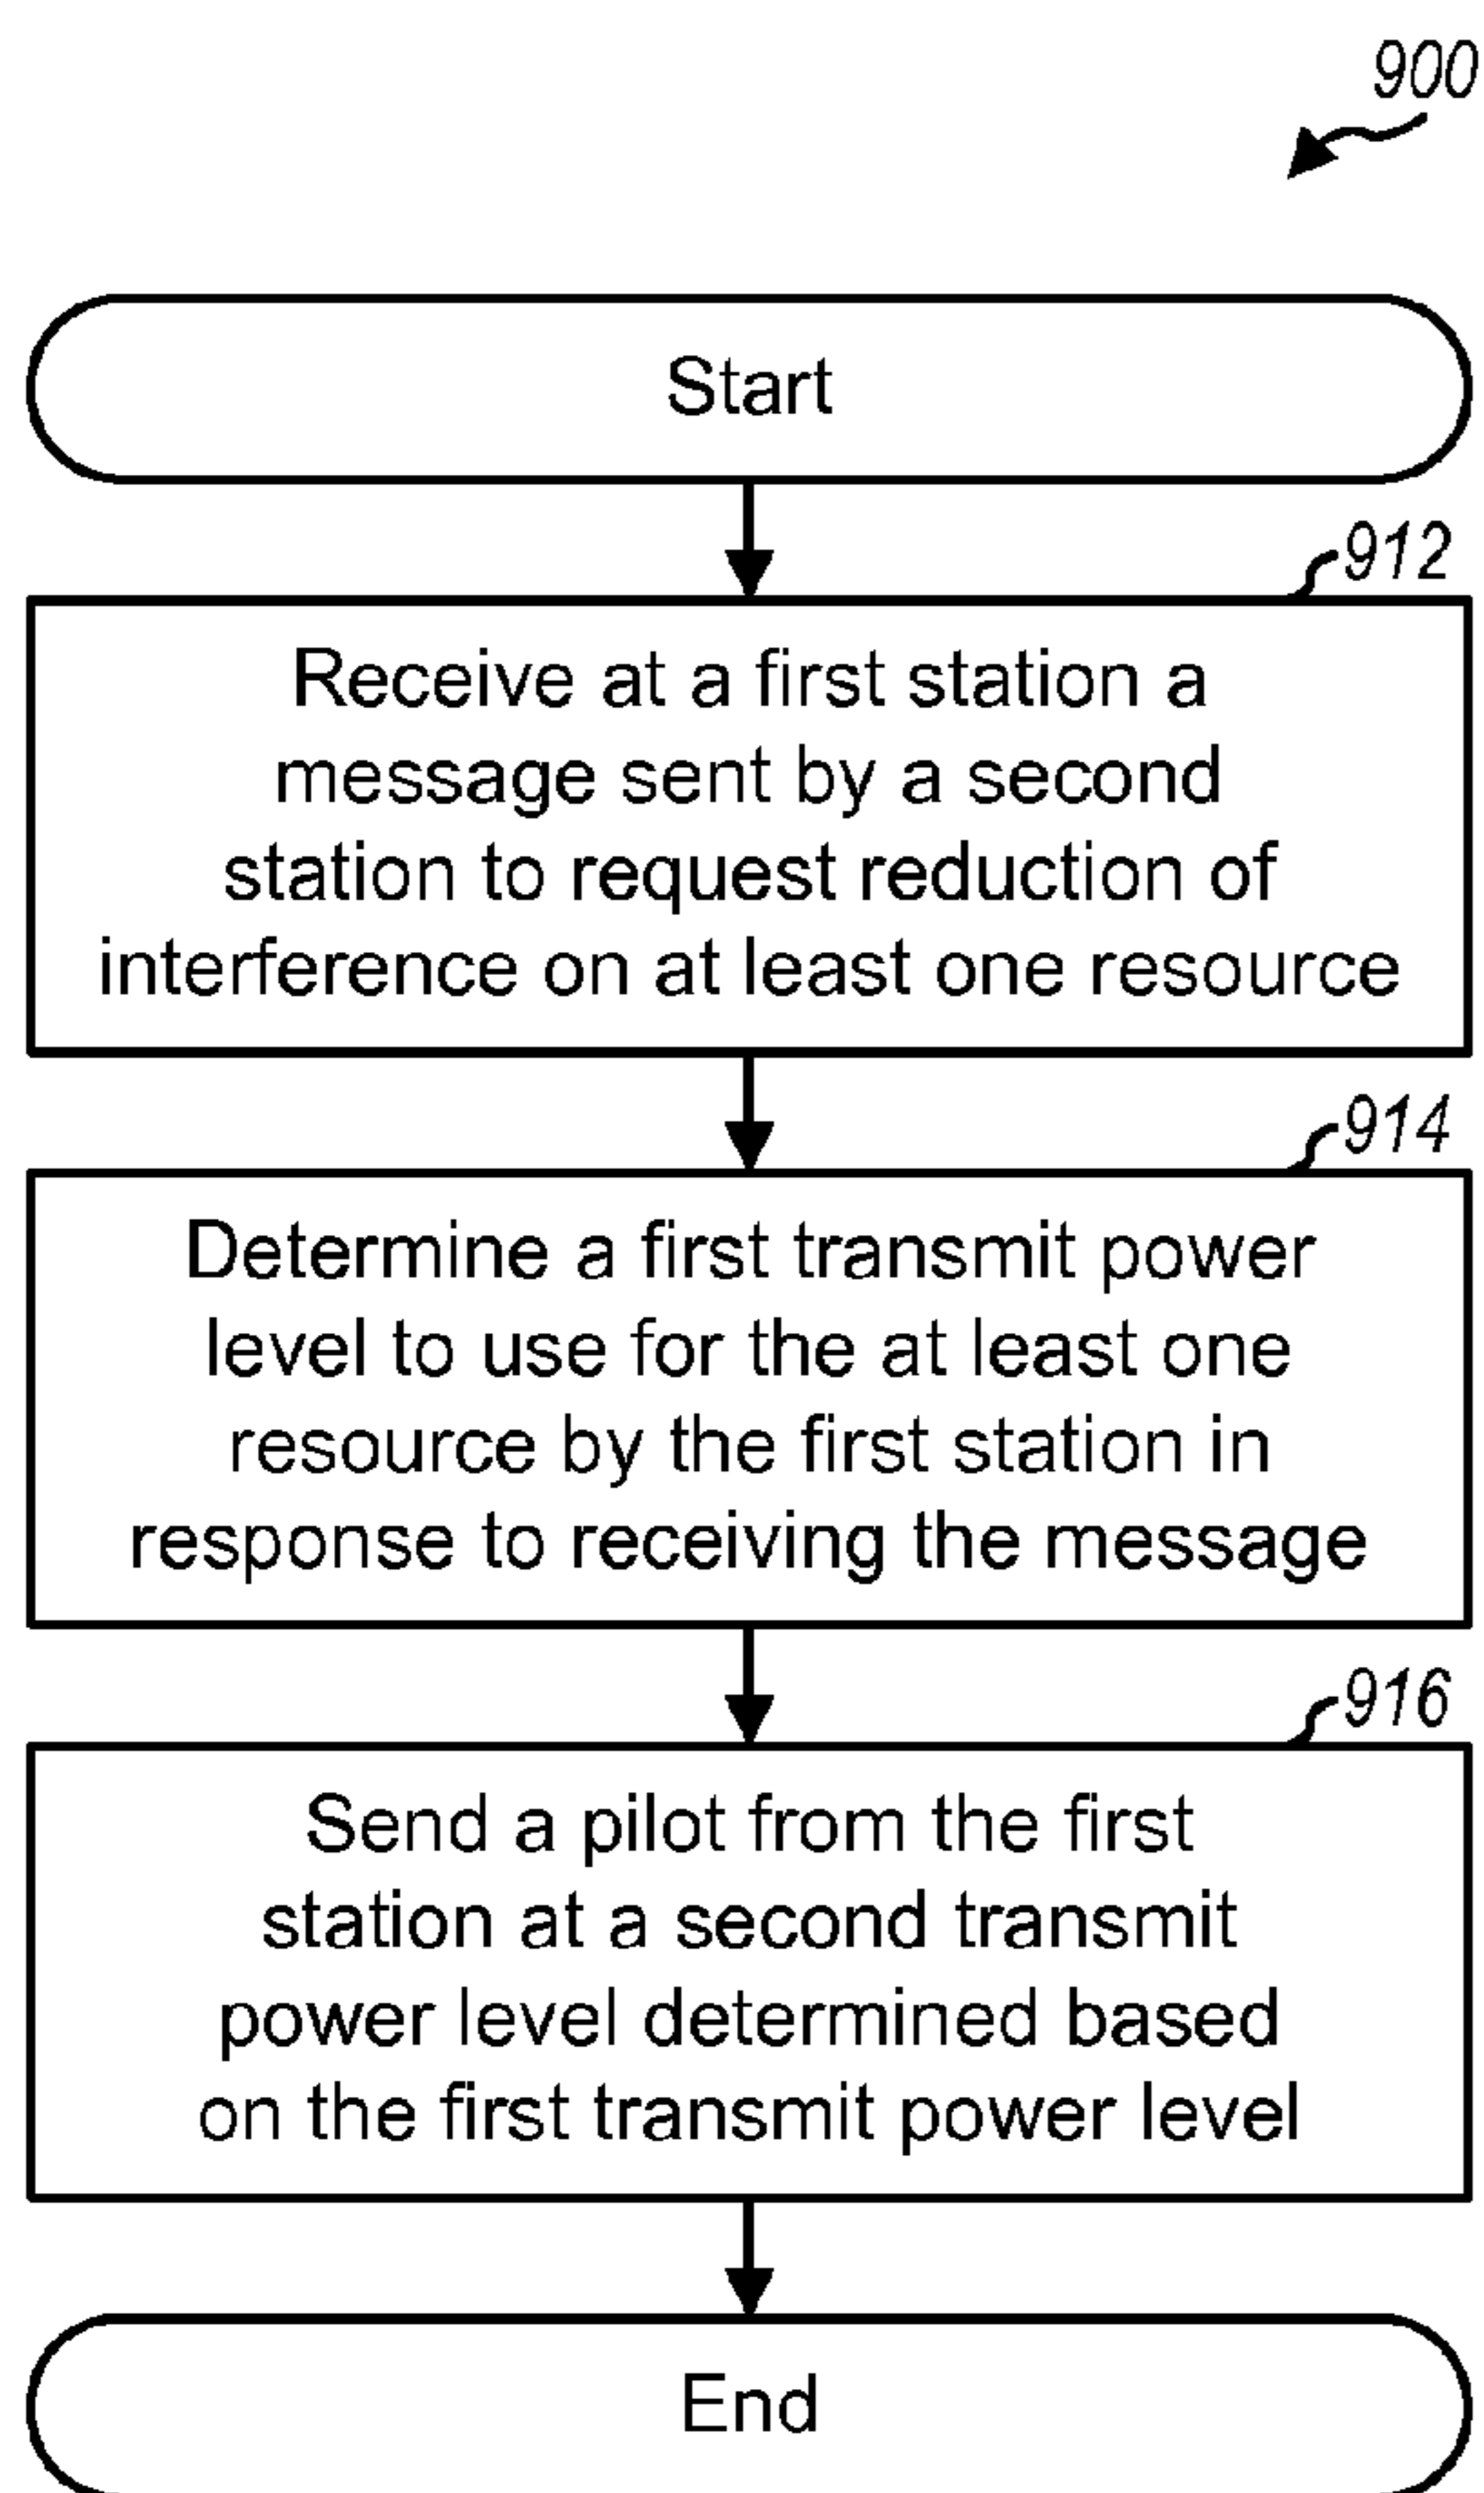 900
Start
912
Receive at a first station a
message sent by a second
station to request reduction of
interference on at least one resource
914
Determine a first transmit power
level to use for the at least one
resource by the first station in
response to receiving the message
916
Send a pilot from the first
station at a second transmit
power level determined based
on the first transmit power level
End